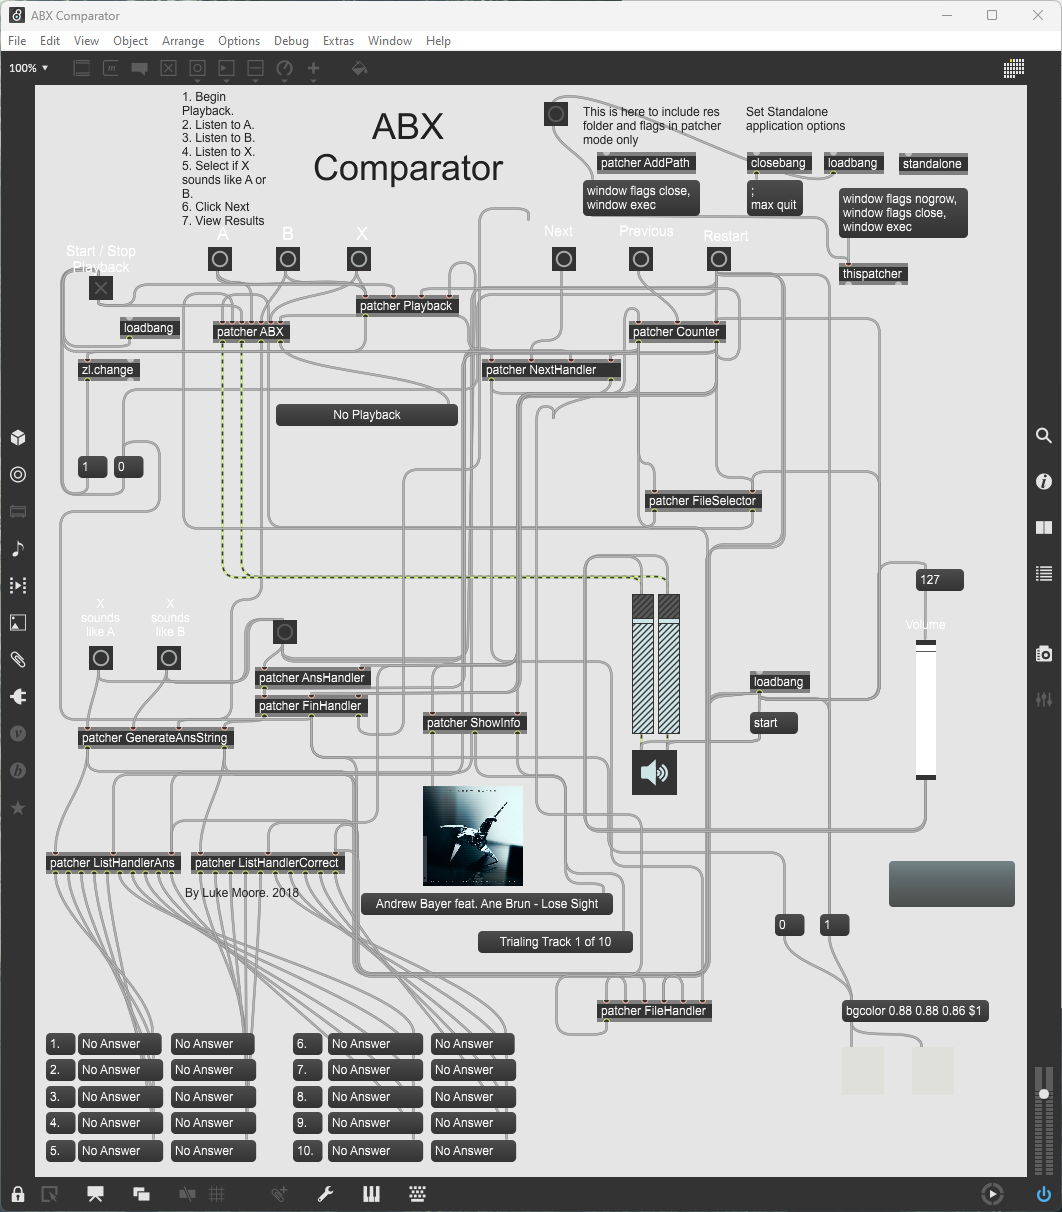 ABX Comparator
File Edit View Object Arrange Options Debug Extras Window Help
100%
1. Begin
Playback.
2. Listen to A.
3. Listen to B.
4. Listen to X.
5. Select if X
sounds like A or
B.
6. Click Next
7. View Results
ABX
Comparator
This is here to include res
folder and flags in patcher
mode only
Set Standalone
application options
patcher AddPath
closebang
loadbang
standalone
window flags close,
window exec
;
max quit
window flags nogrow,
window flags close,
window exec
thispatcher
Start / Stop
Playback
A
B
X
Next
Previous
Restart
patcher Playback
loadbang
patcher ABX
patcher Counter
zl.change
patcher NextHandler
No Playback
1
0
patcher FileSelector
127
Volume
X
sounds
like A
X
sounds
like B
patcher AnsHandler
patcher FinHandler
patcher ShowInfo
patcher GenerateAnsString
loadbang
start
patcher ListHandlerAns
patcher ListHandlerCorrect
By Luke Moore. 2018
Andrew Bayer feat. Ane Brun - Lose Sight
Trialing Track 1 of 10
0
1
patcher FileHandler
bgcolor 0.88 0.88 0.86 $1
1. No Answer No Answer
2. No Answer No Answer
3. No Answer No Answer
4. No Answer No Answer
5. No Answer No Answer
6. No Answer No Answer
7. No Answer No Answer
8. No Answer No Answer
9. No Answer No Answer
10. No Answer No Answer